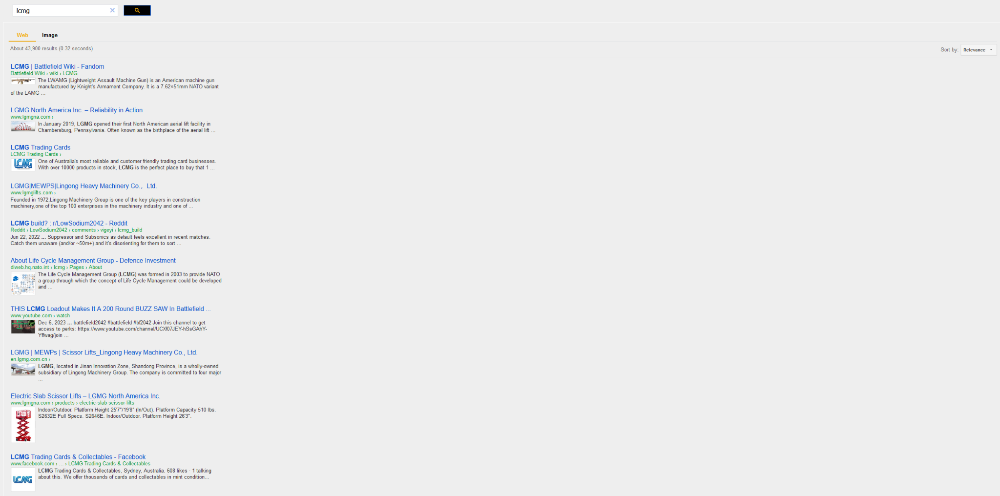 lcmg
Web Image
About 43,900 results (0.32 seconds)
Sort by: Relevance
LCMG | Battlefield Wiki - Fandom
Battlefield Wiki › wiki › LCMG
The LWAMG (Lightweight Assault Machine Gun) is an American machine gun
manufactured by Knight's Armament Company. It is a 7.62×51mm NATO variant
of the LAMG ...
LGMG North America Inc. – Reliability in Action
www.lgmgna.com ›
In January 2019, LGMG opened their first North American aerial lift facility in
Chambersburg, Pennsylvania. Often known as the birthplace of the aerial lift ...
LCMG Trading Cards
LCMG Trading Cards ›
LCMG
One of Australia's most reliable and customer friendly trading card businesses.
With over 10000 products in stock, LCMG is the perfect place to buy that 1 ...
LGMG|MEWPS|Lingong Heavy Machinery Co.，Ltd.
www.lgmglifts.com ›
Founded in 1972,Lingong Machinery Group is one of the key players in construction
machinery,one of the top 100 enterprises in the machinery industry and one of ...
LCMG build? : r/LowSodium2042 - Reddit
Reddit › LowSodium2042 › comments › vigeyi › lcmg_build
Jun 22, 2022 ... Suppressor and Subsonics as default feels excellent in recent matches.
Catch them unaware (and/or ~50m+) and it's disorienting for them to sort ...
About Life Cycle Management Group - Defence Investment
diweb.hq.nato.int › lcmg › Pages › About
The Life Cycle Management Group (LCMG) was formed in 2003 to provide NATO
a group through which the concept of Life Cycle Management could be developed
and ...
THIS LCMG Loadout Makes It A 200 Round BUZZ SAW In Battlefield ...
www.youtube.com › watch
Dec 6, 2023 ... battlefield2042 #battlefield #bf2042 Join this channel to get
access to perks: https://www.youtube.com/channel/UCXf07JEY-hSsGAhY-
Yffwag/join ...
LGMG | MEWPs | Scissor Lifts_Lingong Heavy Machinery Co., Ltd.
en.lgmg.com.cn ›
LGMG, located in Jinan Innovation Zone, Shandong Province, is a wholly-owned
subsidiary of Lingong Machinery Group. The company is committed to four major
...
Electric Slab Scissor Lifts – LGMG North America Inc.
www.lgmgna.com › products › electric-slab-scissor-lifts
Indoor/Outdoor. Platform Height 25'7"/19'8" (In/Out). Platform Capacity 510 lbs.
S2632E Full Specs. S2646E. Indoor/Outdoor. Platform Height 26'3".
LCMG Trading Cards & Collectables - Facebook
www.facebook.com › ... › LCMG Trading Cards & Collectables
LCMG
LCMG Trading Cards & Collectables, Sydney, Australia. 608 likes · 1 talking
about this. We offer thousands of cards and collectables in mint condition...